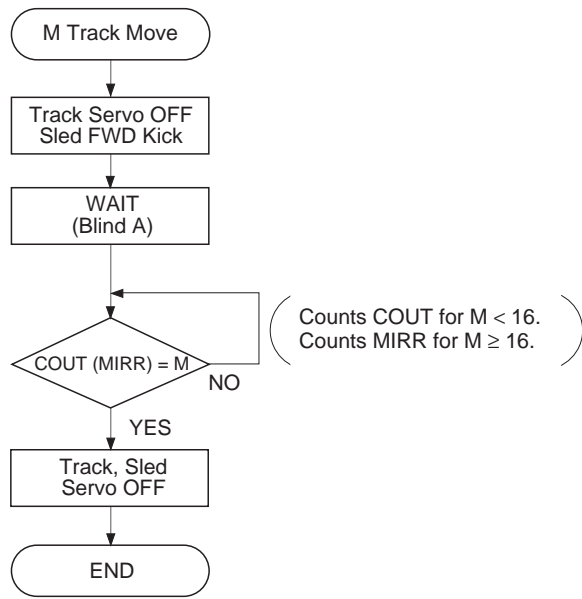 M Track Move
Track Servo OFF
Sled FWD Kick
WAIT
(Blind A)
Counts COUT for M < 16.
Counts MIRR for M ≥ 16.
COUT (MIRR) = M
NO
YES
Track, Sled
Servo OFF
END